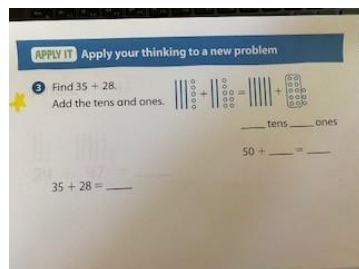 APPLY IT Apply your thinking to a new problem
3 Find 35 + 28.
Add the tens and ones.
+ = +
___ tens ___ ones
50 + ___ = ___
35 + 28 = ___